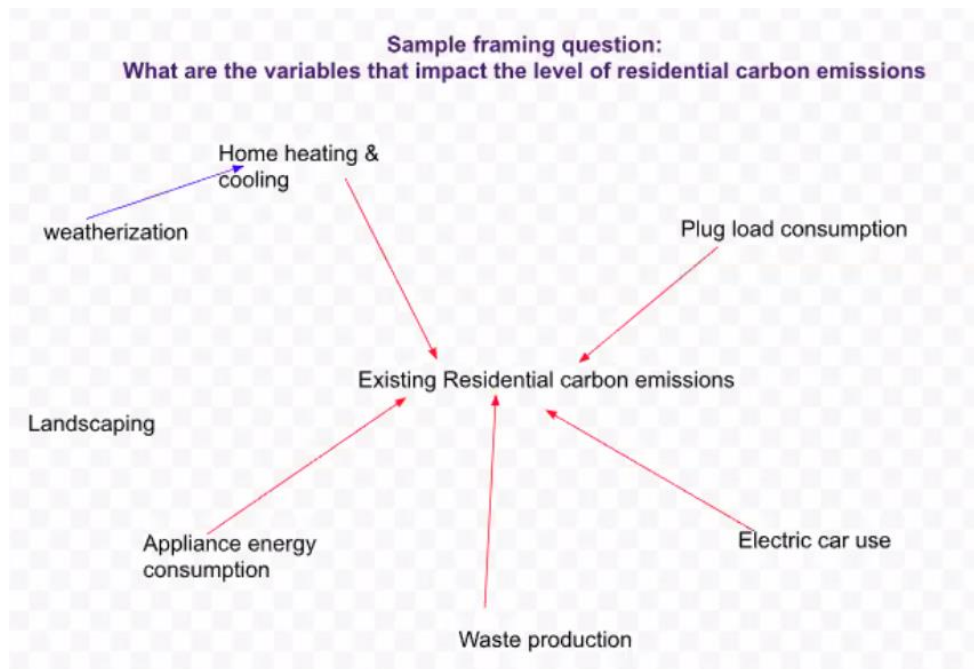 Sample framing question:
What are the variables that impact the level of residential carbon emissions
Home heating &
cooling
weatherization
Plug load consumption
Existing Residential carbon emissions
Landscaping
Appliance energy
consumption
Electric car use
Waste production